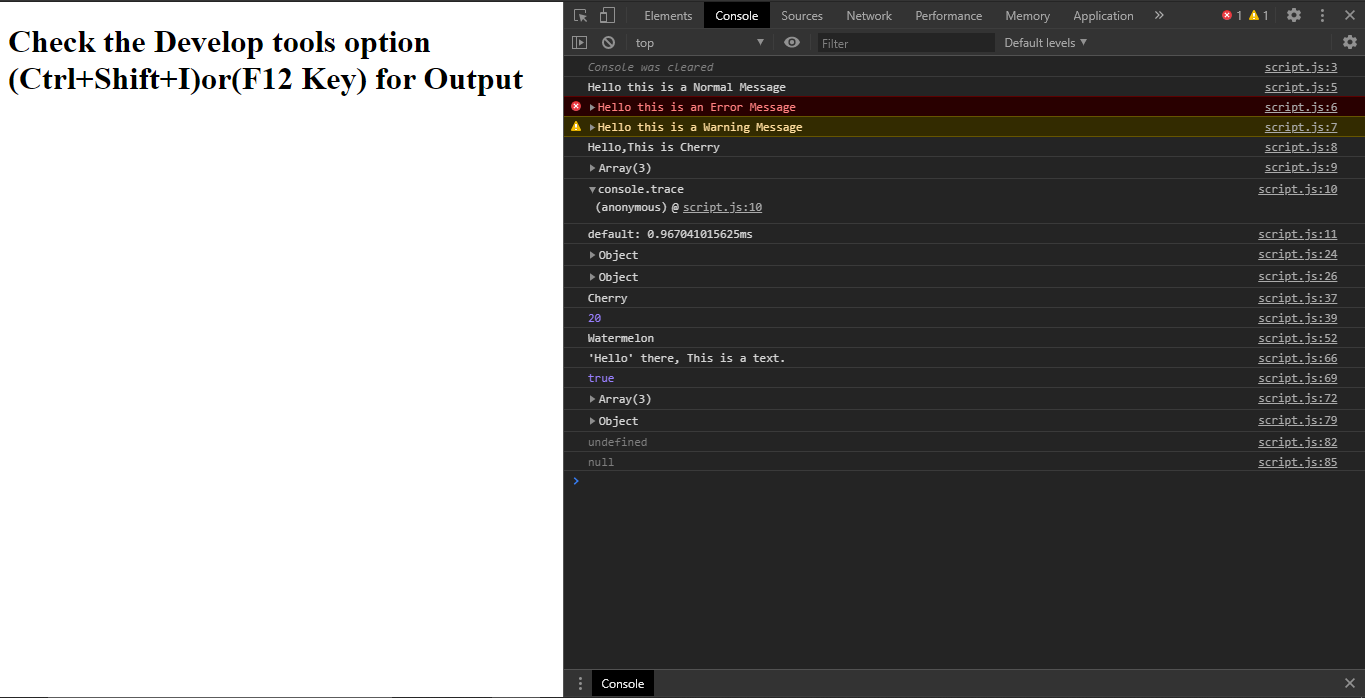 Check the Develop tools option
(Ctrl+Shift+I)or(F12 Key) for Output
Elements Console Sources Network Performance Memory Application » 1 1
top Filter Default levels
Console was cleared script.js:3
Hello this is a Normal Message script.js:5
Hello this is an Error Message script.js:6
Hello this is a Warning Message script.js:7
Hello,This is Cherry script.js:8
Array(3) script.js:9
console.trace script.js:10
(anonymous) @ script.js:10
default: 0.967041015625ms script.js:11
Object script.js:24
Object script.js:26
Cherry script.js:37
20 script.js:39
Watermelon script.js:52
'Hello' there, This is a text. script.js:66
true script.js:69
Array(3) script.js:72
Object script.js:79
undefined script.js:82
null script.js:85
Console